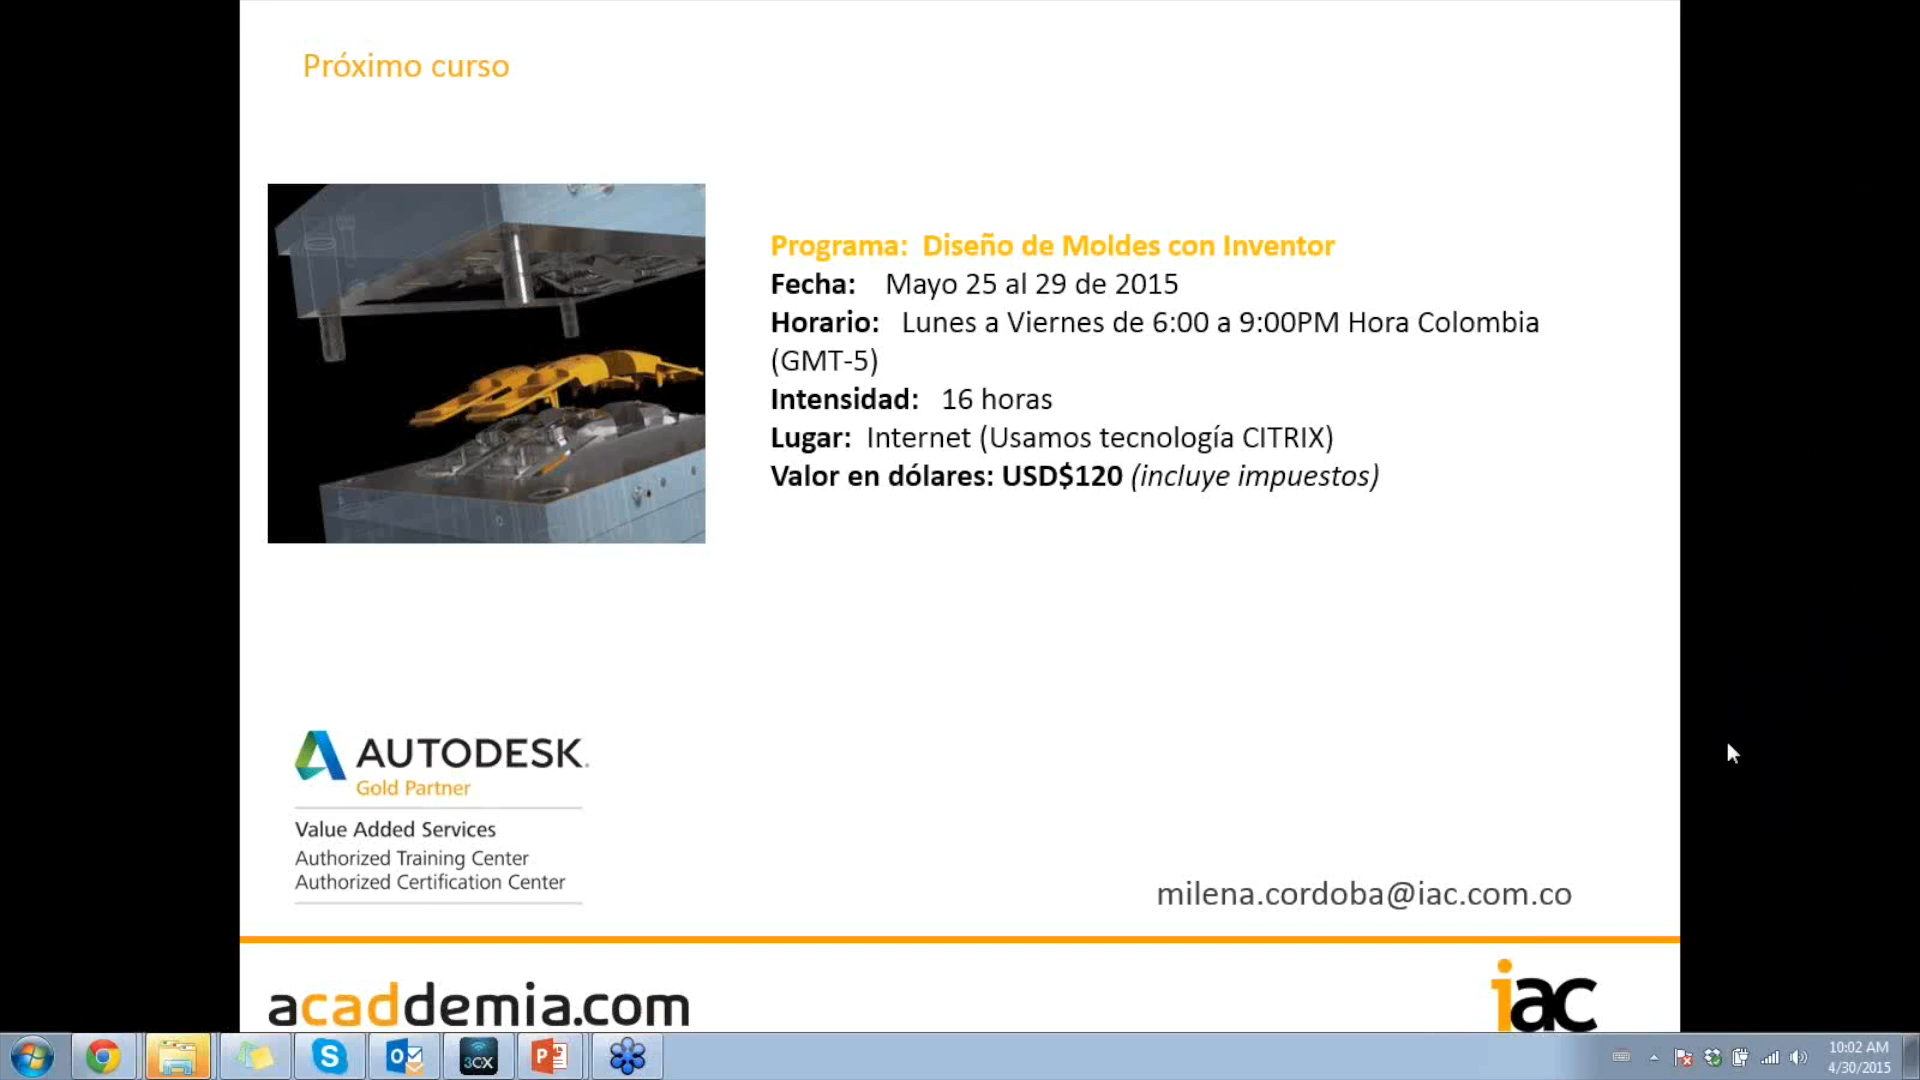 Próximo curso
Programa: Diseño de Moldes con Inventor
Fecha: Mayo 25 al 29 de 2015
Horario: Lunes a Viernes de 6:00 a 9:00PM Hora Colombia
(GMT-5)
Intensidad: 16 horas
Lugar: Internet (Usamos tecnología CITRIX)
Valor en dólares: USD$120 (incluye impuestos)
AUTODESK.
Gold Partner
Value Added Services
Authorized Training Center
Authorized Certification Center
milena.cordoba@iac.com.co
acaddemia.com
iac
3CX
10:02 AM
4/30/2015